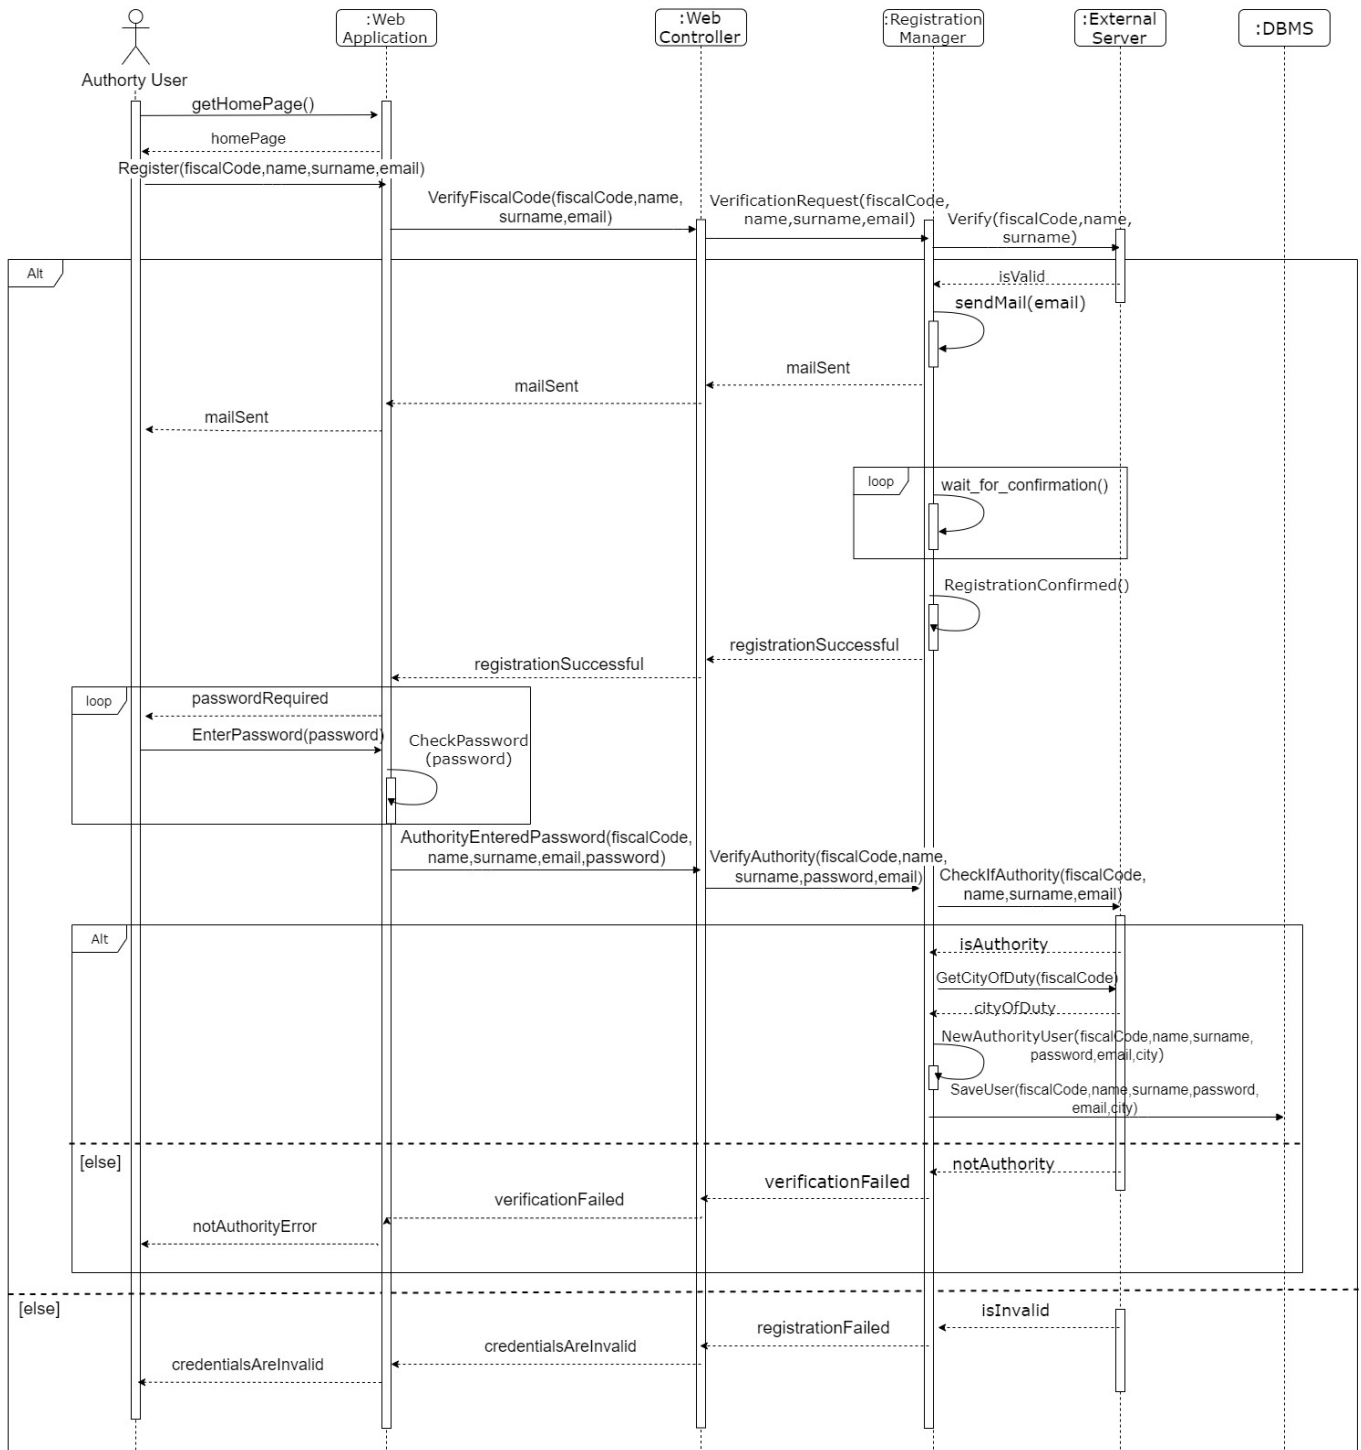 :Web
Application
:Web
Controller
:Registration
Manager
:External
Server
:DBMS
Authorty User
getHomePage()
homePage
Register(fiscalCode,name,surname,email)
VerifyFiscalCode(fiscalCode,name,
surname,email)
VerificationRequest(fiscalCode,
name,surname,email)
Verify(fiscalCode,name,
surname)
Alt
isValid
sendMail(email)
mailSent
mailSent
mailSent
loop
wait_for_confirmation()
RegistrationConfirmed()
registrationSuccessful
registrationSuccessful
loop
passwordRequired
EnterPassword(password)
CheckPassword
(password)
AuthorityEnteredPassword(fiscalCode,
name,surname,email,password)
VerifyAuthority(fiscalCode,name,
surname,password,email)
CheckIfAuthority(fiscalCode,
name,surname,email)
Alt
isAuthority
GetCityOfDuty(fiscalCode)
cityOfDuty
NewAuthorityUser(fiscalCode,name,surname,
password,email,city)
SaveUser(fiscalCode,name,surname,password,
email,city)
[else]
notAuthority
verificationFailed
verificationFailed
notAuthorityError
[else]
isInvalid
registrationFailed
credentialsAreInvalid
credentialsAreInvalid